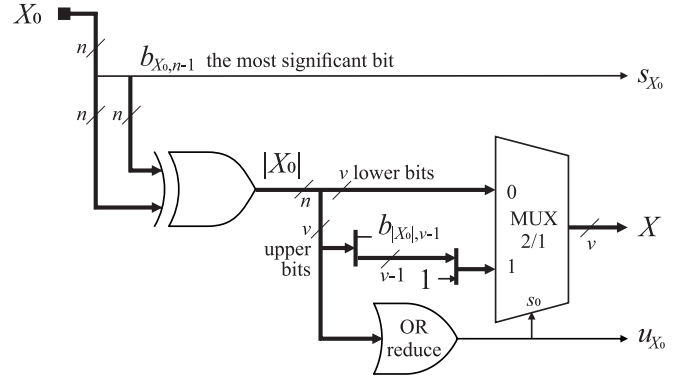 X₀
n
b_{X₀,n-1} the most significant bit
s_{X₀}
n
n
|X₀|
v lower bits
n
0
MUX
2/1
X
v
v
upper
bits
b_{|X₀|,v-1}
v-1
1
1
s₀
OR
reduce
u_{X₀}